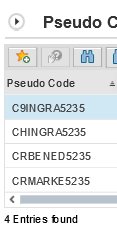 Pseudo C
Pseudo Code
C9INGRA5235
CHINGRA5235
CRBENED5235
CRMARKE5235
4 Entries found